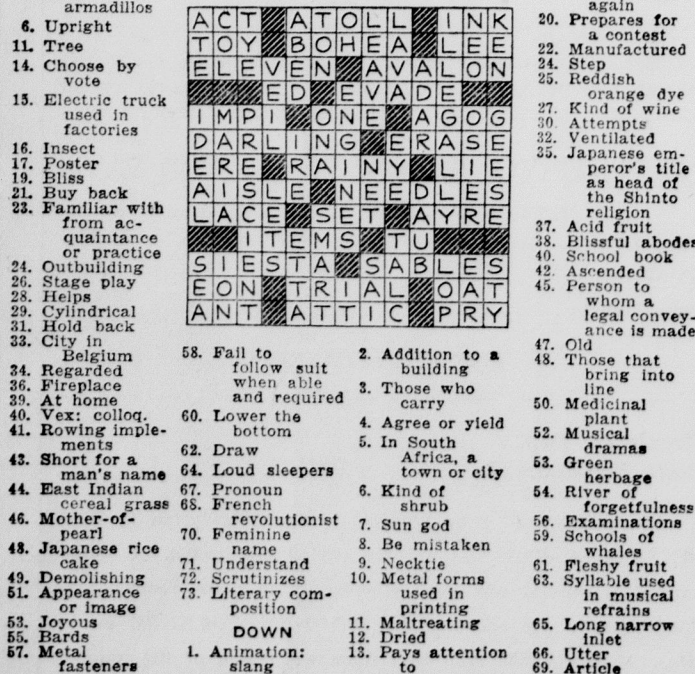 armadillos
6. Upright
11. Tree
14. Choose by
vote
15. Electric truck
used in
factories
16. Insect
17. Poster
19. Bliss
21. Buy back
23. Familiar with
from ac-
quaintance
or practice
24. Outbuilding
26. Stage play
28. Helps
29. Cylindrical
31. Hold back
33. City in
Belgium
34. Regarded
36. Fireplace
39. At home
40. Vex: colloq.
41. Rowing imple-
ments
43. Short for a
man's name
44. East Indian
cereal grass
46. Mother-of-
pearl
48. Japanese rice
cake
49. Demolishing
51. Appearance
or image
53. Joyous
55. Bards
57. Metal
fasteners
ACT ATOLL INK
TOY BOHEA LEE
ELEVEN AVALON
ED EVADE
IMPI ONE AGOG
DARLING ERASE
ERE RAINY LIE
AISLE NEEDLES
LACE SET AYRE
ITEMS TU
SIESTA SABLES
EON TRIAL OAT
ANT ATTIC PRY
58. Fail to
follow suit
when able
and required
60. Lower the
bottom
62. Draw
64. Loud sleepers
67. Pronoun
68. French
revolutionist
70. Feminine
name
71. Understand
72. Scrutinizes
73. Literary com-
position
DOWN
1. Animation:
slang
2. Addition to a
building
3. Those who
carry
4. Agree or yield
5. In South
Africa, a
town or city
6. Kind of
shrub
7. Sun god
8. Be mistaken
9. Necktie
10. Metal forms
used in
printing
11. Maltreating
12. Dried
13. Pays attention
to
again
20. Prepares for
a contest
22. Manufactured
24. Step
25. Reddish
orange dye
27. Kind of wine
30. Attempts
32. Ventilated
35. Japanese em-
peror's title
as head of
the Shinto
religion
37. Acid fruit
38. Blissful abodes
40. School book
42. Ascended
45. Person to
whom a
legal convey-
ance is made
47. Old
48. Those that
bring into
line
50. Medicinal
plant
52. Musical
dramas
53. Green
herbage
54. River of
forgetfulness
56. Examinations
59. Schools of
whales
61. Fleshy fruit
63. Syllable used
in musical
refrains
65. Long narrow
inlet
66. Utter
69. Article